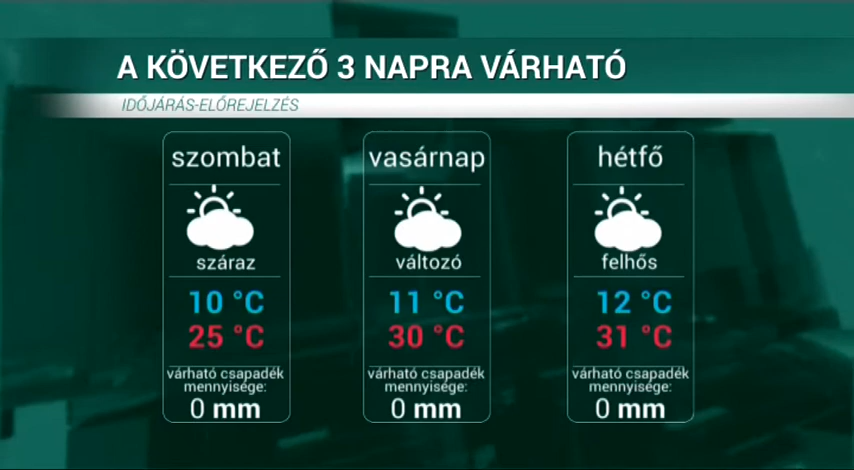 A KÖVETKEZŐ 3 NAPRA VÁRHATÓ
IDŐJÁRÁS-ELŐREJELZÉS
szombat
száraz
10 °C
25 °C
várható csapadék
mennyisége:
0 mm
vasárnap
változó
11 °C
30 °C
várható csapadék
mennyisége:
0 mm
hétfő
felhős
12 °C
31 °C
várható csapadék
mennyisége:
0 mm